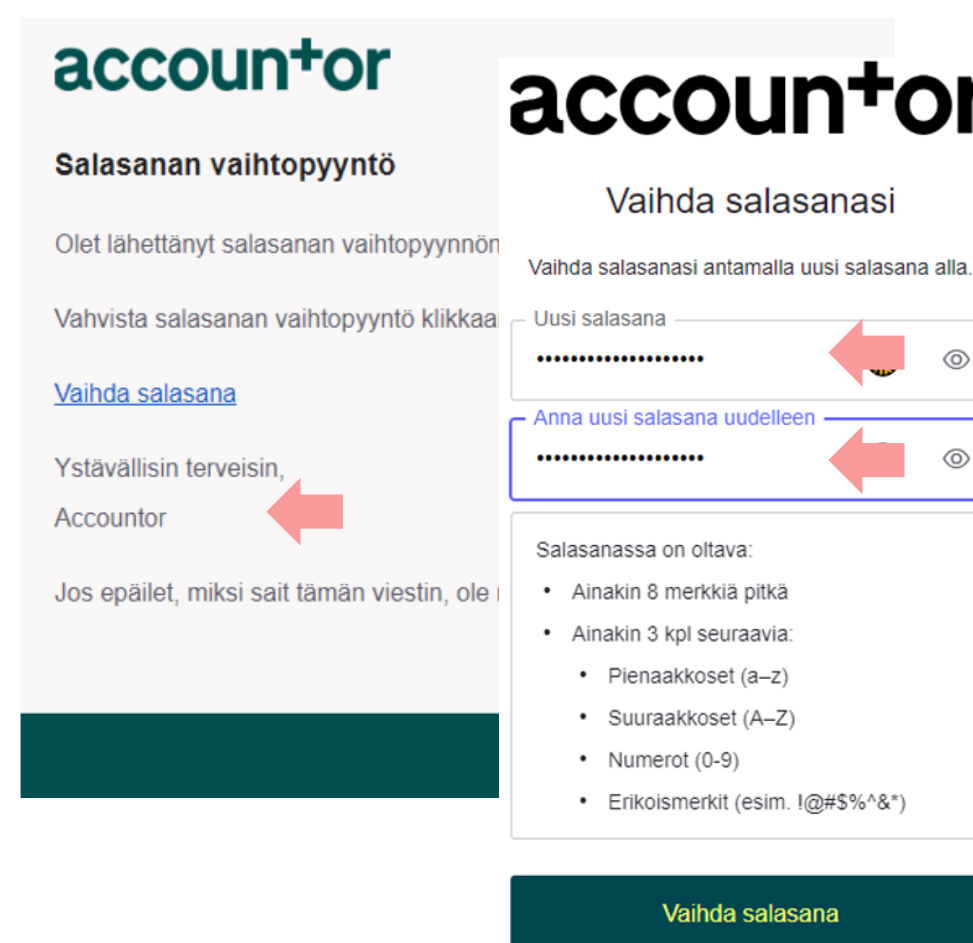 accountor
Salasanan vaihtopyyntö
Olet lähettänyt salasanan vaihtopyynnön
Vahvista salasanan vaihtopyyntö
Vaihda salasana
Ystävällisin terveisin,
Accountor
Jos epäilet, miksi sait tämän viestin, ole
accountor
Vaihda salasanasi
Vaihda salasanasi antamalla uusi salasana alla.
Uusi salasana
••••••••••••••••••••
Anna uusi salasana uudelleen
••••••••••••••••••••
Salasanassa on oltava:
• Ainakin 8 merkkiä pitkä
• Ainakin 3 kpl seuraavia:
• Pienaakkoset (a–z)
• Suuraakkoset (A–Z)
• Numerot (0-9)
• Erikoismerkit (esim. !@#$%^&*)
Vaihda salasana